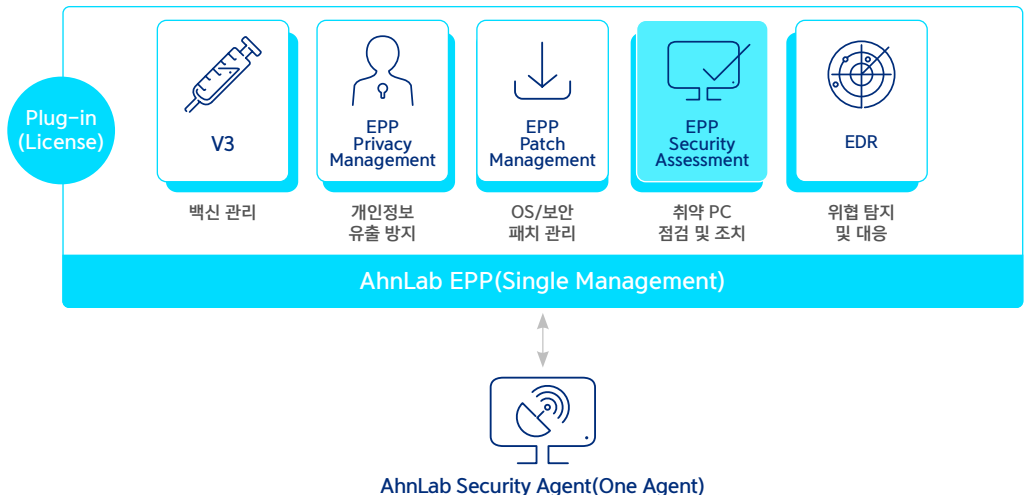 Plug-in
(License)
V3
백신 관리
EPP
Privacy
Management
개인정보
유출 방지
EPP
Patch
Management
OS/보안
패치 관리
EPP
Security
Assessment
취약 PC
점검 및 조치
EDR
위협 탐지
및 대응
AhnLab EPP(Single Management)
AhnLab Security Agent(One Agent)